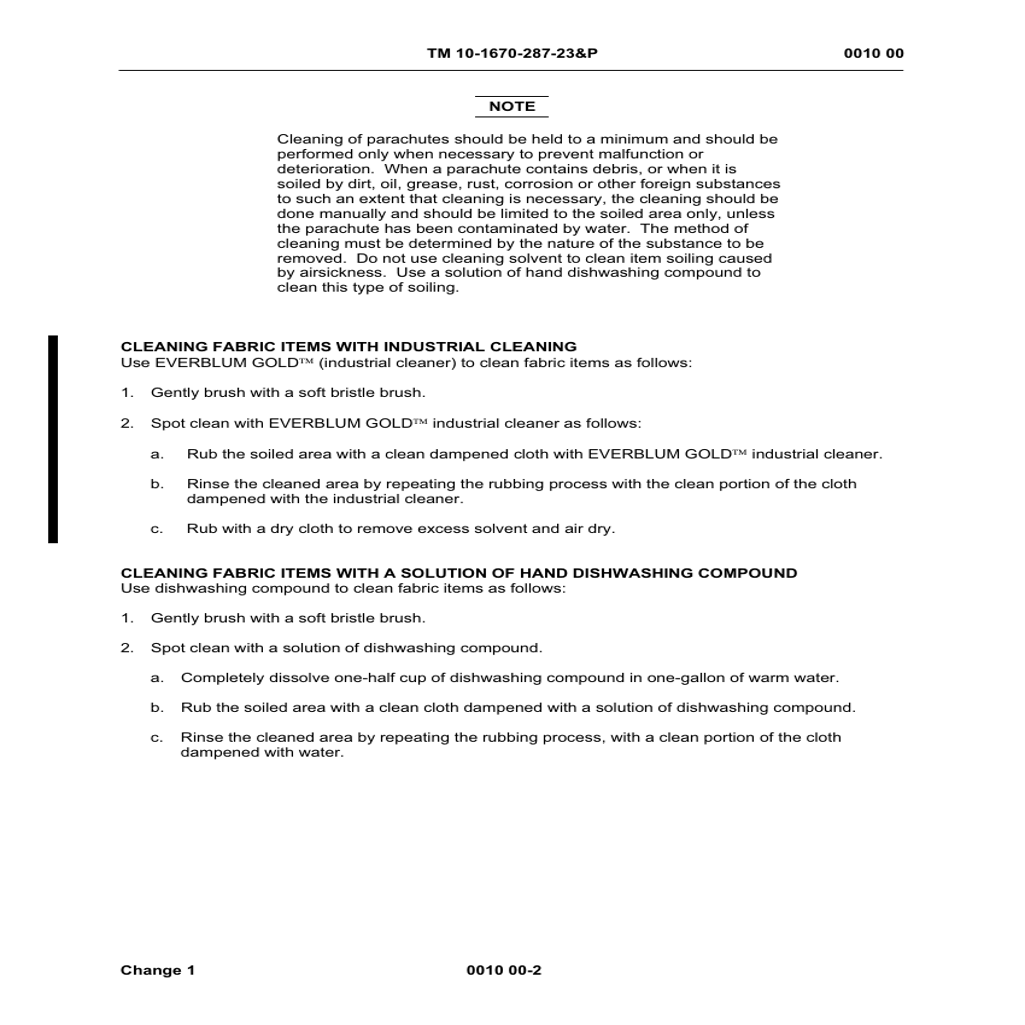 TM 10-1670-287-23&P 0010 00
NOTE
Cleaning of parachutes should be held to a minimum and should be
performed only when necessary to prevent malfunction or
deterioration.  When a parachute contains debris, or when it is
soiled by dirt, oil, grease, rust, corrosion or other foreign substances
to such an extent that cleaning is necessary, the cleaning should be
done manually and should be limited to the soiled area only, unless
the parachute has been contaminated by water.  The method of
cleaning must be determined by the nature of the substance to be
removed.  Do not use cleaning solvent to clean item soiling caused
by airsickness.  Use a solution of hand dishwashing compound to
clean this type of soiling.
CLEANING FABRIC ITEMS WITH INDUSTRIAL CLEANING
Use EVERBLUM GOLD™ (industrial cleaner) to clean fabric items as follows:
1. Gently brush with a soft bristle brush.
2. Spot clean with EVERBLUM GOLD™ industrial cleaner as follows:
a. Rub the soiled area with a clean dampened cloth with EVERBLUM GOLD™ industrial cleaner.
b. Rinse the cleaned area by repeating the rubbing process with the clean portion of the cloth
dampened with the industrial cleaner.
c. Rub with a dry cloth to remove excess solvent and air dry.
CLEANING FABRIC ITEMS WITH A SOLUTION OF HAND DISHWASHING COMPOUND
Use dishwashing compound to clean fabric items as follows:
1. Gently brush with a soft bristle brush.
2. Spot clean with a solution of dishwashing compound.
a. Completely dissolve one-half cup of dishwashing compound in one-gallon of warm water.
b. Rub the soiled area with a clean cloth dampened with a solution of dishwashing compound.
c. Rinse the cleaned area by repeating the rubbing process, with a clean portion of the cloth
dampened with water.
Change 1 0010 00-2